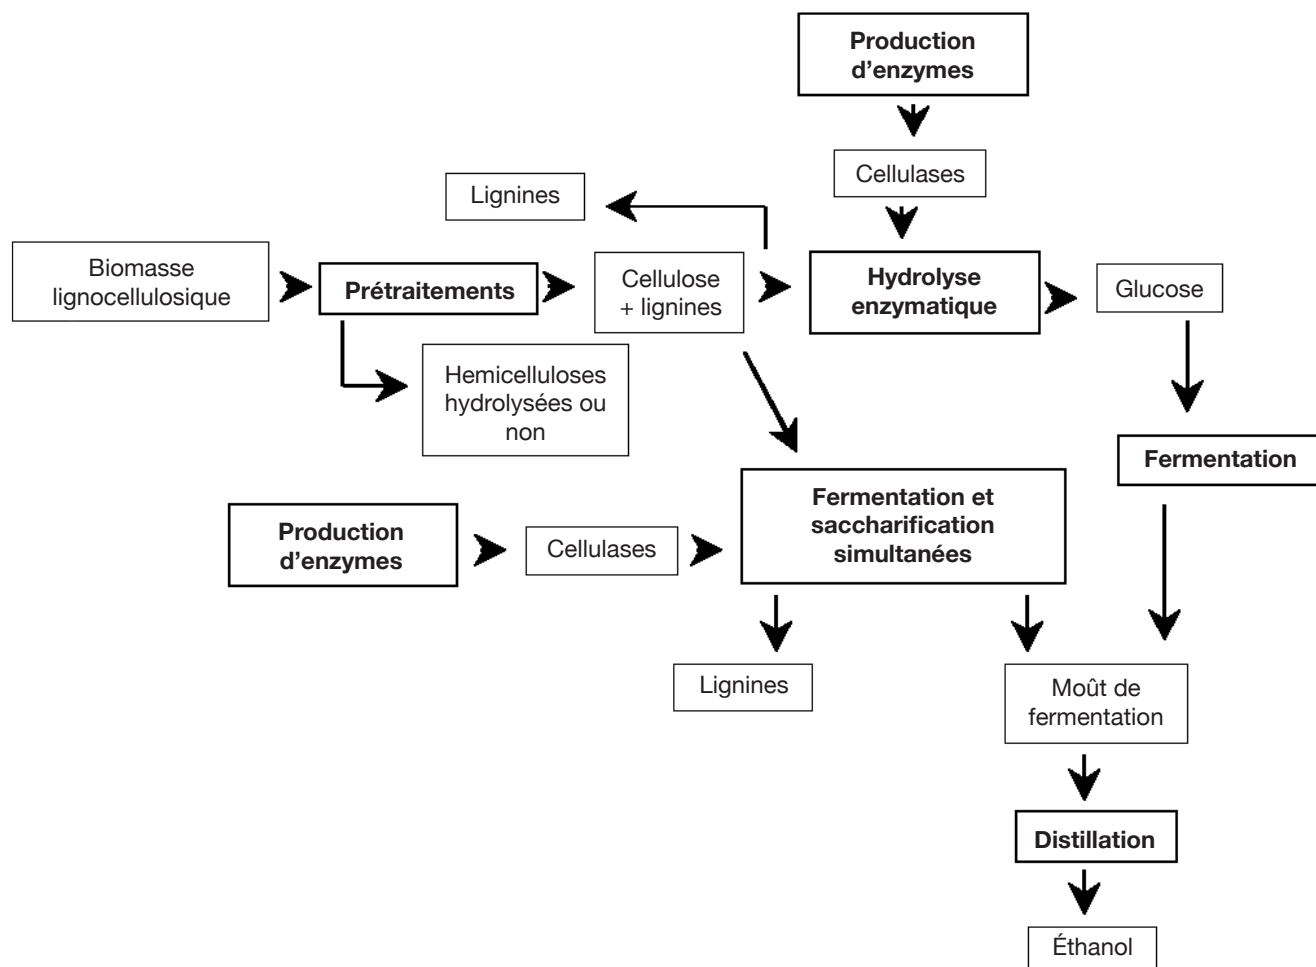 Production
d'enzymes
Cellulases
Lignines
Biomasse
lignocellulosique
Prétraitements
Cellulose
+ lignines
Hydrolyse
enzymatique
Glucose
Hemicelluloses
hydrolysées ou
non
Fermentation
Production
d'enzymes
Cellulases
Fermentation et
saccharification
simultanées
Lignines
Moût de
fermentation
Distillation
Éthanol